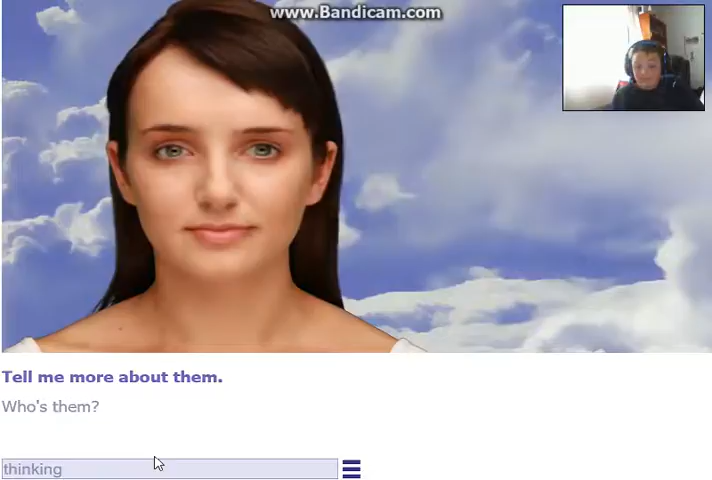 www.Bandicam.com
Tell me more about them.
Who's them?
thinking